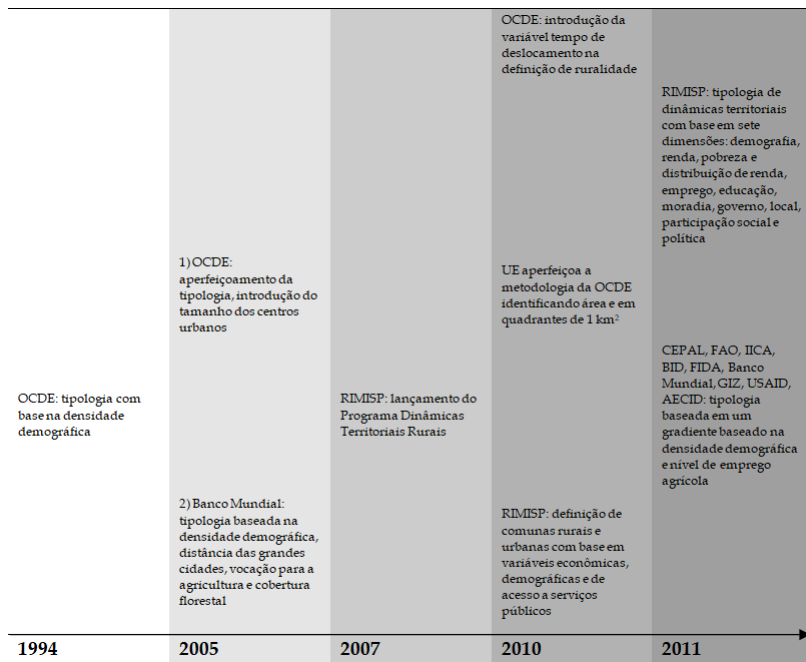 OCDE: tipologia com
base na densidade
demográfica
1) OCDE:
aperfeiçoamento da
tipologia, introdução do
tamanho dos centros
urbanos
2) Banco Mundial:
tipologia baseada na
densidade demográfica,
distância das grandes
cidades, vocação para a
agricultura e cobertura
florestal
RIMISP: lançamento do
Programa Dinâmicas
Territoriais Rurais
OCDE: introdução da
variável tempo de
deslocamento na
definição de ruralidade
UE aperfeiçoa a
metodologia da OCDE
identificando área e em
quadrantes de 1 km²
RIMISP: definição de
comunas rurais e
urbanas com base em
variáveis econômicas,
demográficas e de
acesso a serviços
públicos
RIMISP: tipologia de
dinâmicas territoriais
com base em sete
dimensões: demografia,
renda, pobreza e
distribuição de renda,
emprego, educação,
moradia, governo, local,
participação social e
política
CEPAL, FAO, IICA,
BID, FIDA, Banco
Mundial, GIZ, USAID,
AECID: tipologia
baseada em um
gradiente baseado na
densidade demográfica
e nível de emprego
agrícola
1994
2005
2007
2010
2011